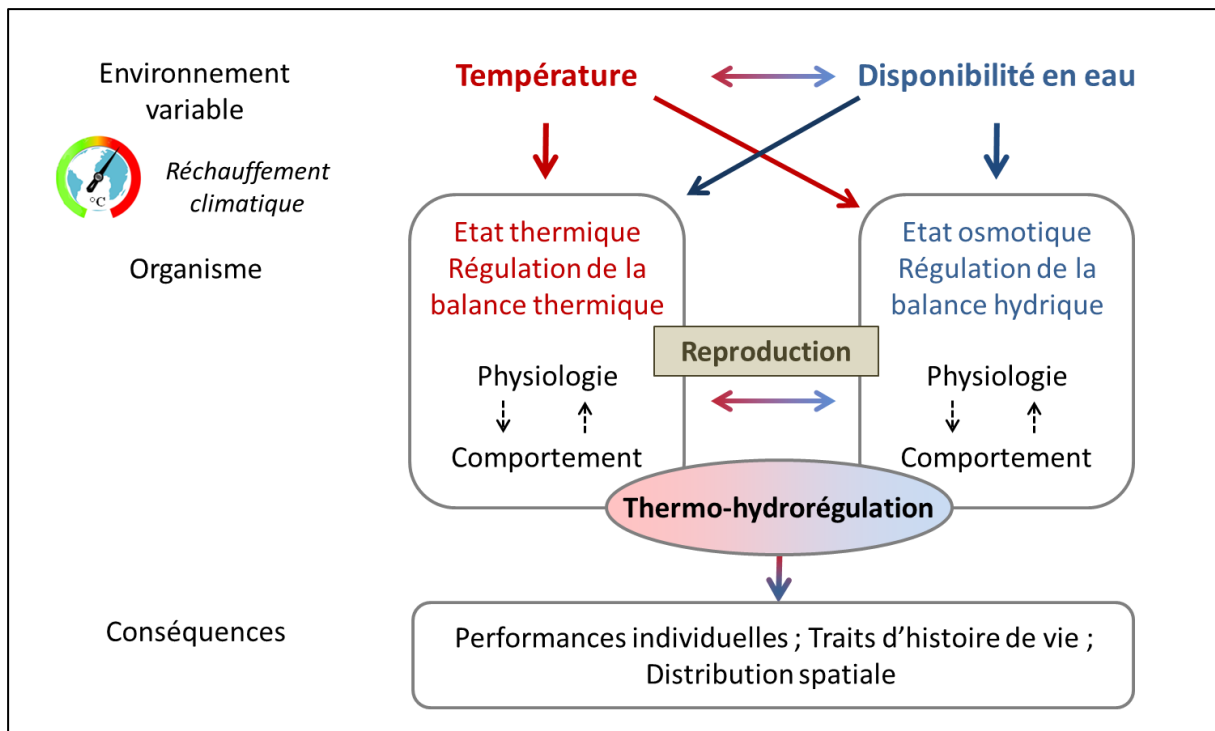 Environnement
variable
Température
Disponibilité en eau
°C
Réchauffement
climatique
Organisme
Etat thermique
Régulation de la
balance thermique
Etat osmotique
Régulation de la
balance hydrique
Reproduction
Physiologie
Comportement
Physiologie
Comportement
Thermo-hydrorégulation
Conséquences
Performances individuelles ; Traits d'histoire de vie ;
Distribution spatiale